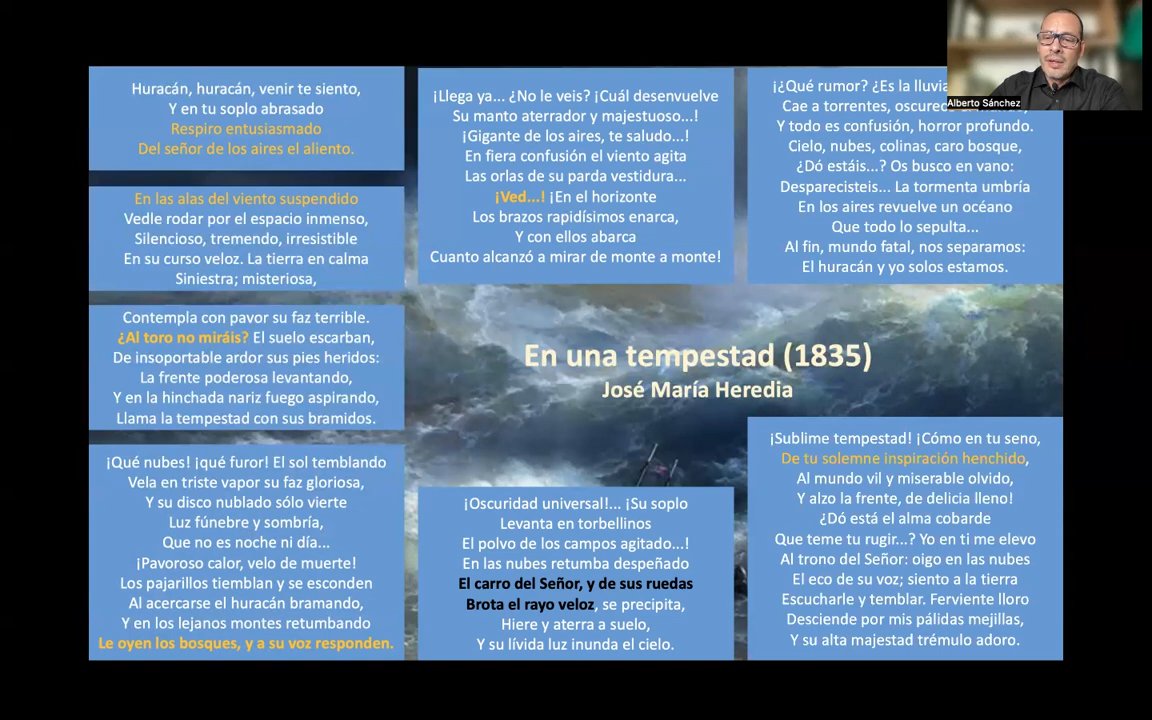 Huracán, huracán, venir te siento,
Y en tu soplo abrasado
Respiro entusiasmado
Del señor de los aires el aliento.
En las alas del viento suspendido
Vedle rodar por el espacio inmenso,
Silencioso, tremendo, irresistible
En su curso veloz. La tierra en calma
Siniestra; misteriosa,
Contempla con pavor su faz terrible.
¿Al toro no miráis? El suelo escarban,
De insoportable ardor sus pies heridos:
La frente poderosa levantando,
Y en la hinchada nariz fuego aspirando,
Llama la tempestad con sus bramidos.
¡Qué nubes! ¡qué furor! El sol temblando
Vela en triste vapor su faz gloriosa,
Y su disco nublado sólo vierte
Luz fúnebre y sombría,
Que no es noche ni día...
¡Pavoroso calor, velo de muerte!
Los pajarillos tiemblan y se esconden
Al acercarse el huracán bramando,
Y en los lejanos montes retumbando
Le oyen los bosques, y a su voz responden.
¡Llega ya... ¿No le veis? ¡Cuál desenvuelve
Su manto aterrador y majestuoso...!
¡Gigante de los aires, te saludo...!
En fiera confusión el viento agita
Las orlas de su parda vestidura...
¡Ved...! ¡En el horizonte
Los brazos rapidísimos enarca,
Y con ellos abarca
Cuanto alcanzó a mirar de monte a monte!
¡Oscuridad universal!... ¡Su soplo
Levanta en torbellinos
El polvo de los campos agitado...!
En las nubes retumba despeñado
El carro del Señor, y de sus ruedas
Brota el rayo veloz, se precipita,
Hiere y aterra a suelo,
Y su lívida luz inunda el cielo.
¡¿Qué rumor? ¿Es la lluvia
Cae a torrentes,
Y todo es confusión, horror profundo.
Cielo, nubes, colinas, caro bosque,
¿Dó estáis...? Os busco en vano:
Desparecisteis... La tormenta umbría
En los aires revuelve un océano
Que todo lo sepulta...
Al fin, mundo fatal, nos separamos:
El huracán y yo solos estamos.
¡Sublime tempestad! ¡Cómo en tu seno,
De tu solemne inspiración henchido,
Al mundo vil y miserable olvido,
Y alzo la frente, de delicia lleno!
¿Dó está el alma cobarde
Que teme tu rugir...? Yo en ti me elevo
Al trono del Señor: oigo en las nubes
El eco de su voz; siento a la tierra
Escucharle y temblar. Ferviente lloro
Desciende por mis pálidas mejillas,
Y su alta majestad trémulo adoro.
En una tempestad (1835)
José María Heredia
Alberto Sánchez